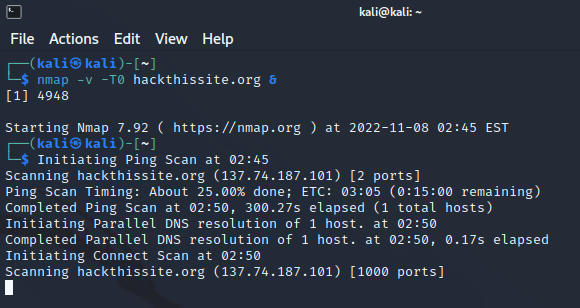 kali@kali: ~
File Actions Edit View Help
┌──(kali㉿kali)-[~]
└─$ nmap -v -T0 hackthissite.org &
[1] 4948
Starting Nmap 7.92 ( https://nmap.org ) at 2022-11-08 02:45 EST
┌──(kali㉿kali)-[~]
└─$ Initiating Ping Scan at 02:45
Scanning hackthissite.org (137.74.187.101) [2 ports]
Ping Scan Timing: About 25.00% done; ETC: 03:05 (0:15:00 remaining)
Completed Ping Scan at 02:50, 300.27s elapsed (1 total hosts)
Initiating Parallel DNS resolution of 1 host. at 02:50
Completed Parallel DNS resolution of 1 host. at 02:50, 0.17s elapsed
Initiating Connect Scan at 02:50
Scanning hackthissite.org (137.74.187.101) [1000 ports]